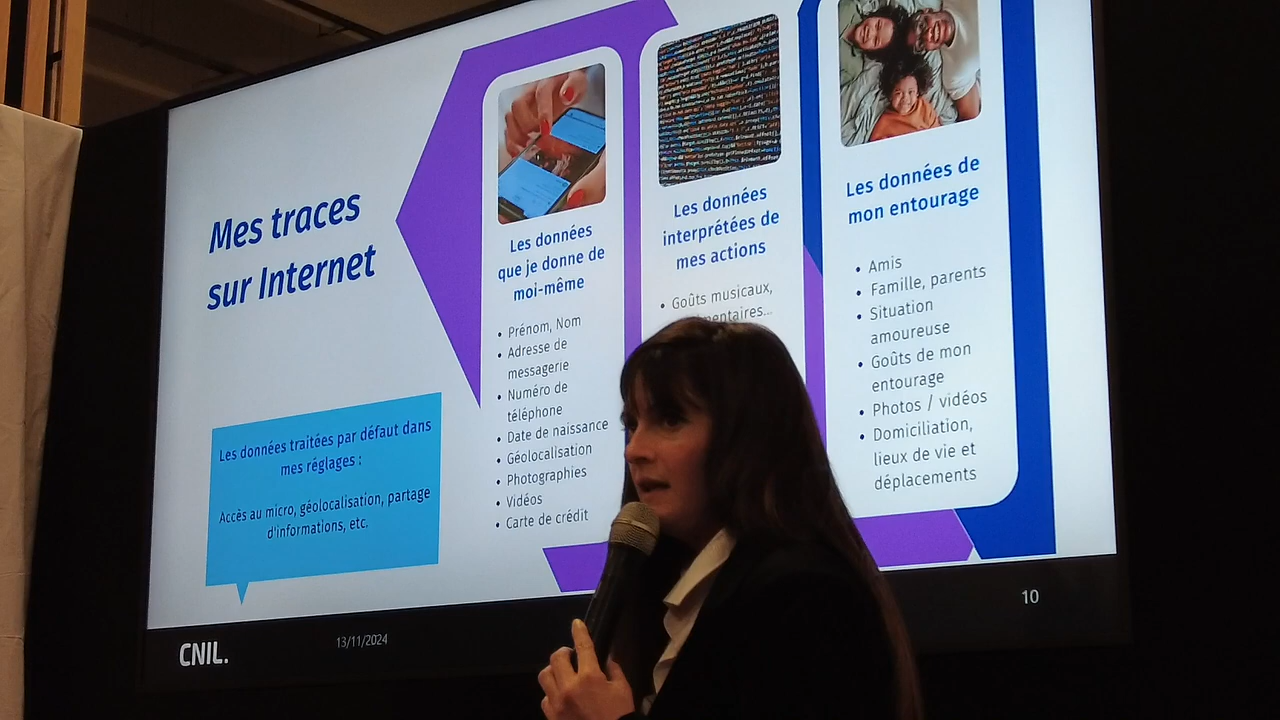 Mes traces
sur Internet
Les données traitées par défaut dans
mes réglages :
Accès au micro, géolocalisation, partage
d'informations, etc.
Les données
que je donne de
moi-même
• Prénom, Nom
• Adresse de
messagerie
• Numéro de
téléphone
• Date de naissance
• Géolocalisation
• Photographies
• Vidéos
• Carte de crédit
Les données
interprétées de
mes actions
• Goûts musicaux,
Les données de
mon entourage
• Amis
• Famille, parents
• Situation
amoureuse
• Goûts de mon
entourage
• Photos / vidéos
• Domiciliation,
lieux de vie et
déplacements
CNIL.
13/11/2024
10